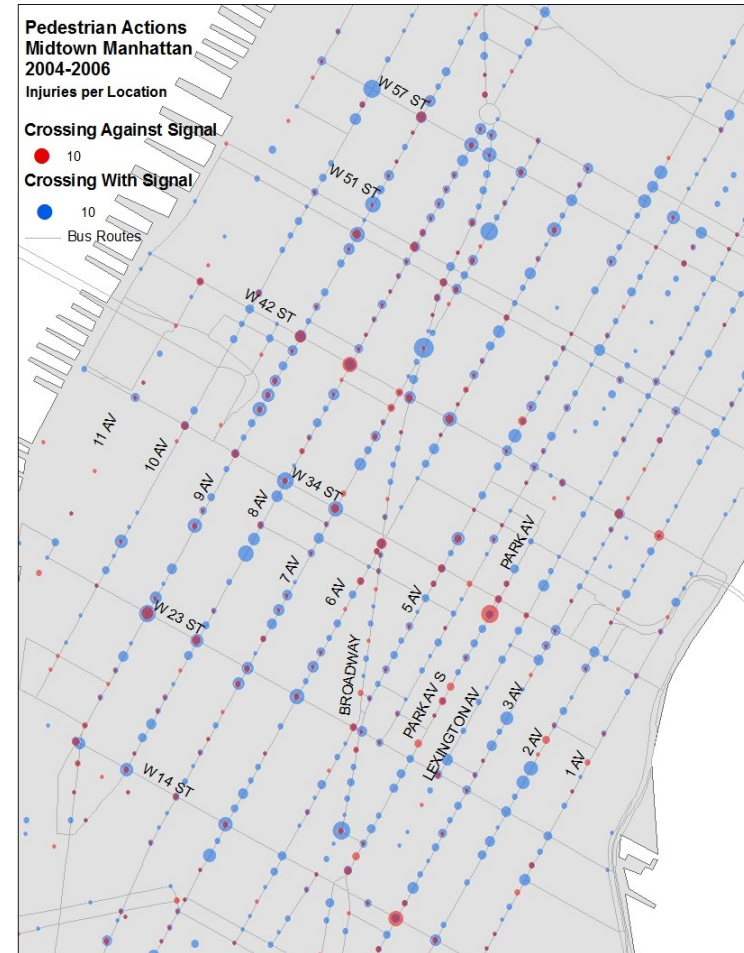 Pedestrian Actions
Midtown Manhattan
2004-2006
Injuries per Location
Crossing Against Signal
10
Crossing With Signal
10
Bus Routes
W 57 ST
W 51 ST
W 42 ST
11 AV
10 AV
9 AV
8 AV
W 34 ST
7 AV
6 AV
5 AV
PARK AV
W 23 ST
BROADWAY
PARK AV S
LEXINGTON AV
3 AV
2 AV
1 AV
W 14 ST